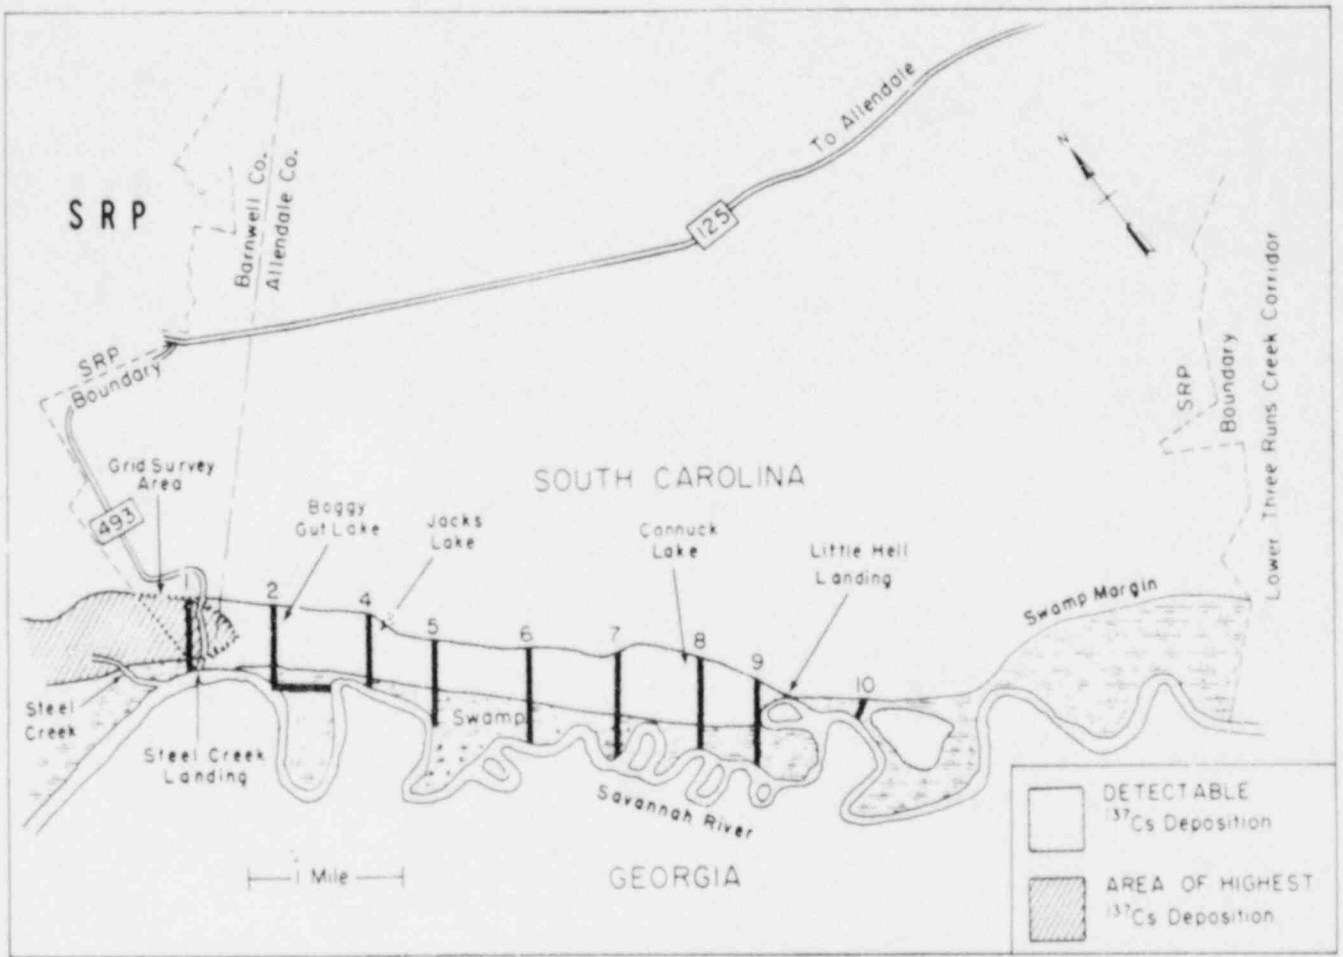 To Allendale
N
Barnwell Co.
Allendale Co.
SRP
125
SRP
Boundary
Lower Three Runs Creek Corridor
SRP
Boundary
Grid Survey
Area
SOUTH CAROLINA
493
Boggy
Gut Lake
Jacks
Lake
Cannuck
Lake
Little Hell
Landing
Swamp Margin
1
2
4
5
6
7
8
9
10
Steel
Creek
Swamp
Steel Creek
Landing
Savannah River
1 Mile
GEORGIA
DETECTABLE
¹³⁷Cs Deposition
AREA OF HIGHEST
¹³⁷Cs Deposition